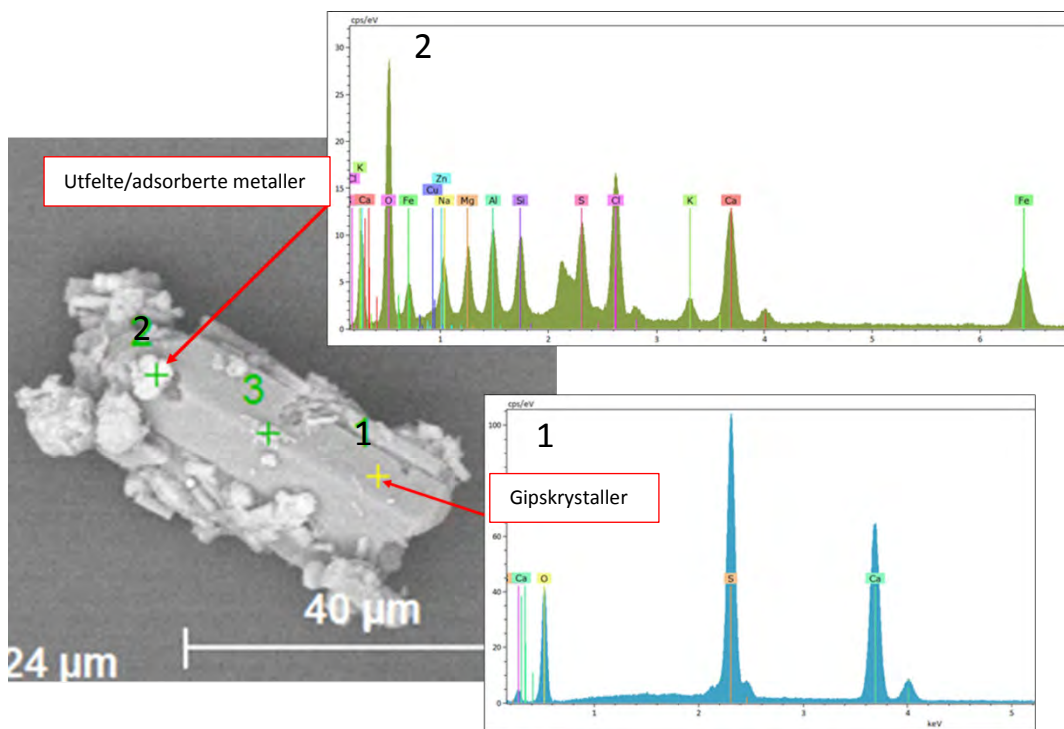 cps/eV
2
30
25
20
15
10
5
0
K
Cl
Ca
O
Fe
Cu
Zn
Na
Mg
Al
Si
S
Cl
K
Ca
Fe
1
2
3
4
5
6
Utfelte/adsorberte metaller
2
3
1
Gipskrystaller
40 µm
24 µm
cps/eV
1
100
60
40
20
0
Ca
O
S
Ca
1
2
3
4
5
keV